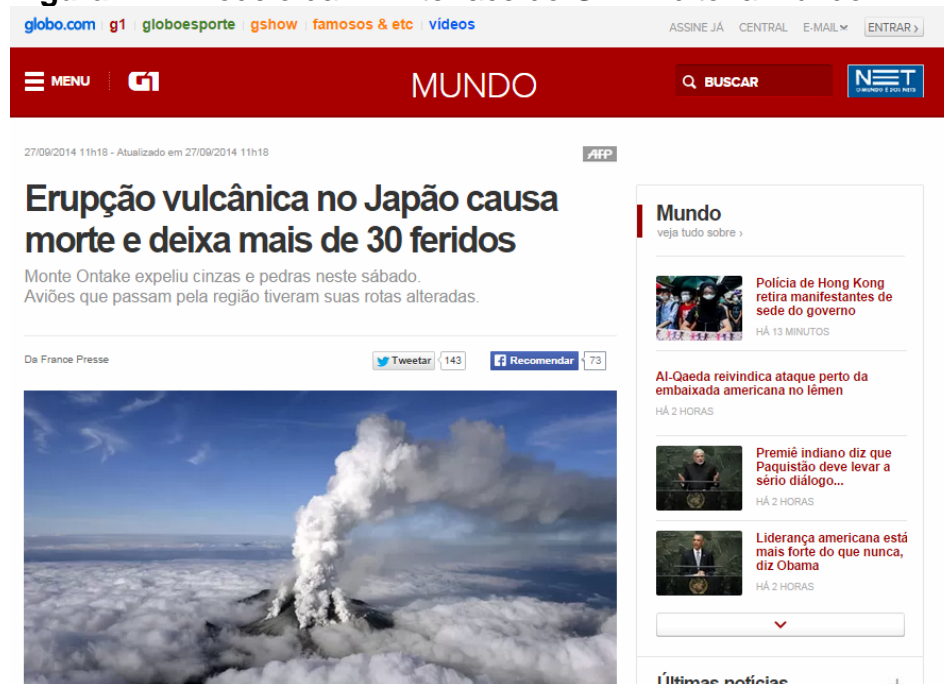 globo.com g1 globoesporte gshow famosos & etc vídeos ASSINE JÁ CENTRAL E-MAIL ENTRAR ›
MENU G1 MUNDO BUSCAR NET
O MUNDO É DOS NETS
27/09/2014 11h18 - Atualizado em 27/09/2014 11h18 AFP
Erupção vulcânica no Japão causa
morte e deixa mais de 30 feridos
Monte Ontake expeliu cinzas e pedras neste sábado.
Aviões que passam pela região tiveram suas rotas alteradas.
Da France Presse Tweetar 143 Recomendar 73
Mundo
veja tudo sobre ›
Polícia de Hong Kong
retira manifestantes de
sede do governo
HÁ 13 MINUTOS
Al-Qaeda reivindica ataque perto da
embaixada americana no Iêmen
HÁ 2 HORAS
Premiê indiano diz que
Paquistão deve levar a
sério diálogo...
HÁ 2 HORAS
Liderança americana está
mais forte do que nunca,
diz Obama
HÁ 2 HORAS
Últimas notícias +